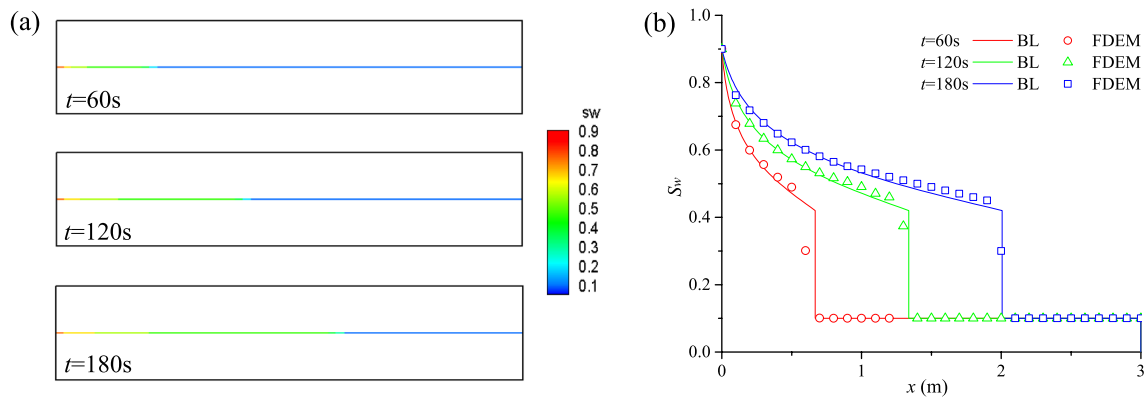 (a)
t=60s
t=120s
t=180s
sw
0.9
0.8
0.7
0.6
0.5
0.4
0.3
0.2
0.1
(b)
1.0
0.8
0.6
0.4
0.2
0.0
Sw
t=60s BL FDEM
t=120s BL FDEM
t=180s BL FDEM
0 1 2 3
x (m)